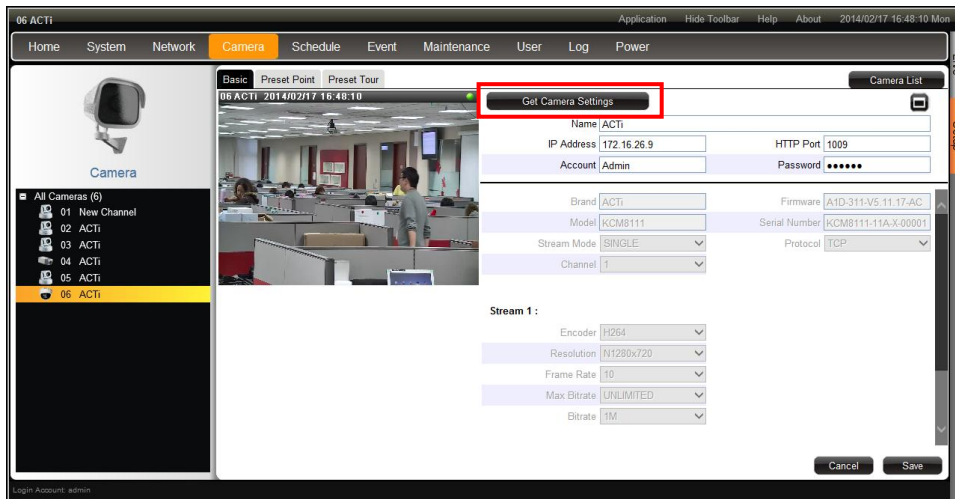 06 ACTi
Application Hide Toolbar Help About 2014/02/17 16:48:10 Mon
Home System Network Camera Schedule Event Maintenance User Log Power
Camera
All Cameras (6)
01 New Channel
02 ACTi
03 ACTi
04 ACTi
05 ACTi
06 ACTi
Basic Preset Point Preset Tour
Camera List
06 ACTi 2014/02/17 16:48:10
Get Camera Settings
Name ACTi
IP Address 172.16.26.9 HTTP Port 1009
Account Admin Password ●●●●●●
Brand ACTi Firmware A1D-311-V5.11.17-AC
Model KCM8111 Serial Number KCM8111-11A-X-00001
Stream Mode SINGLE Protocol TCP
Channel 1
Stream 1 :
Encoder H264
Resolution N1280x720
Frame Rate 10
Max Bitrate UNLIMITED
Bitrate 1M
Cancel Save
Login Account: admin